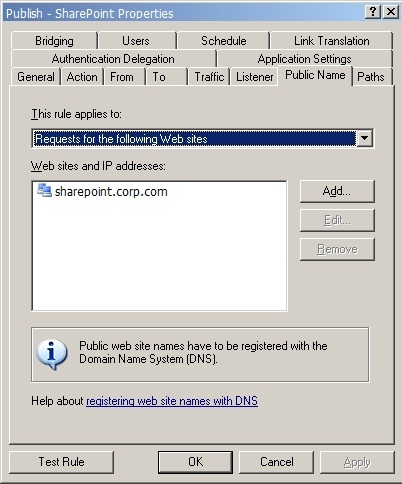 Publish - SharePoint Properties
Bridging Users Schedule Link Translation
Authentication Delegation Application Settings
General Action From To Traffic Listener Public Name Paths
This rule applies to:
Requests for the following Web sites
Web sites and IP addresses:
sharepoint.corp.com
Add...
Edit...
Remove
Public web site names have to be registered with the
Domain Name System (DNS).
Help about registering web site names with DNS
Test Rule OK Cancel Apply